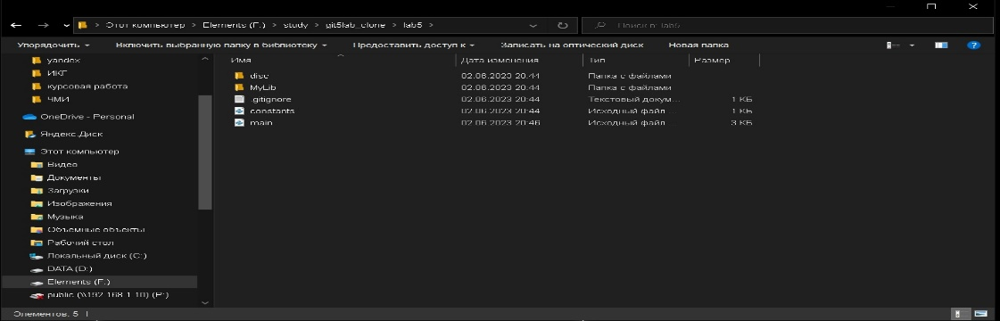 Этот компьютер > Elements (F:) > study > git5lab_clone > lab5 >
Поиск в: lab5
Упорядочить Включить выбранную папку в библиотеку Предоставить доступ к Записать на оптический диск Новая папка
yandex
ИКГ
курсовая работа
ЧМИ
OneDrive - Personal
Яндекс.Диск
Этот компьютер
Видео
Документы
Загрузки
Изображения
Музыка
Объемные объекты
Рабочий стол
Локальный диск (C:)
DATA (D:)
Elements (F:)
public (\\192.168.1.10) (P:)
Имя Дата изменения Тип Размер
disc 02.06.2023 20:44 Папка с файлами
MyLib 02.06.2023 20:44 Папка с файлами
.gitignore 02.06.2023 20:44 Текстовый докум... 1 КБ
constants 02.06.2023 20:44 Исходный файл ... 1 КБ
main 02.06.2023 20:46 Исходный файл ... 3 КБ
Элементов: 5